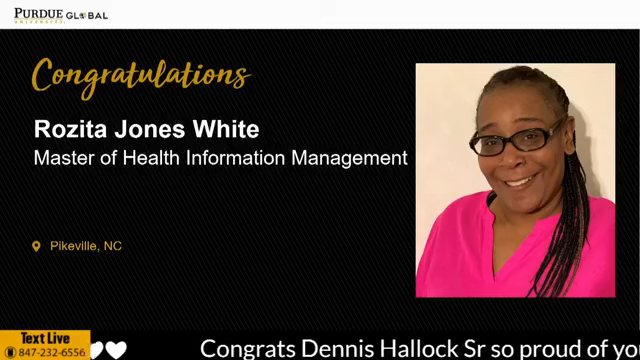 PURDUE GLOBAL
UNIVERSITY
Congratulations
Rozita Jones White
Master of Health Information Management
Pikeville, NC
Text Live
847-232-6556
Congrats Dennis Hallock Sr so proud of yo